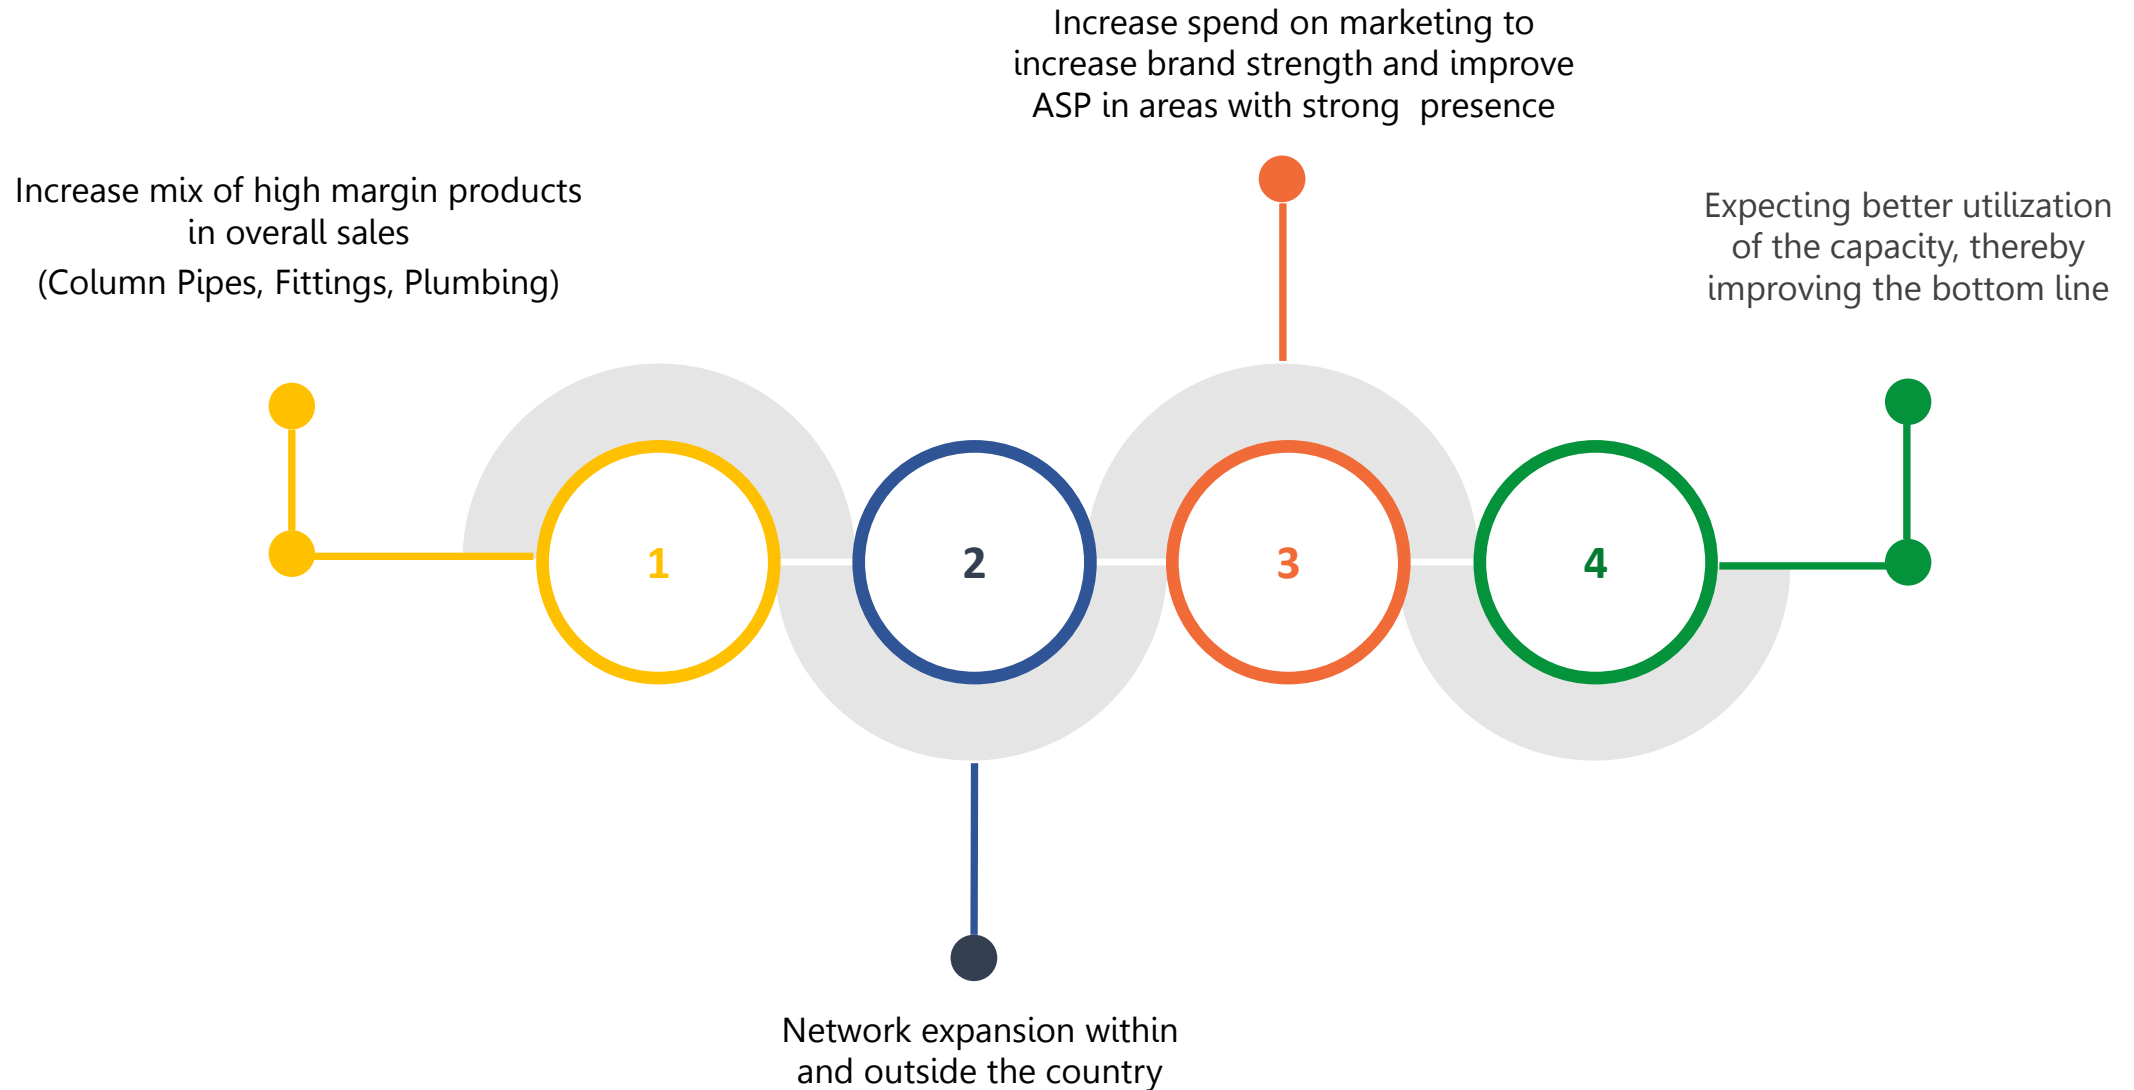 Increase spend on marketing to
increase brand strength and improve
ASP in areas with strong  presence
Increase mix of high margin products
in overall sales
(Column Pipes, Fittings, Plumbing)
Expecting better utilization
of the capacity, thereby
improving the bottom line
1
2
3
4
Network expansion within
and outside the country